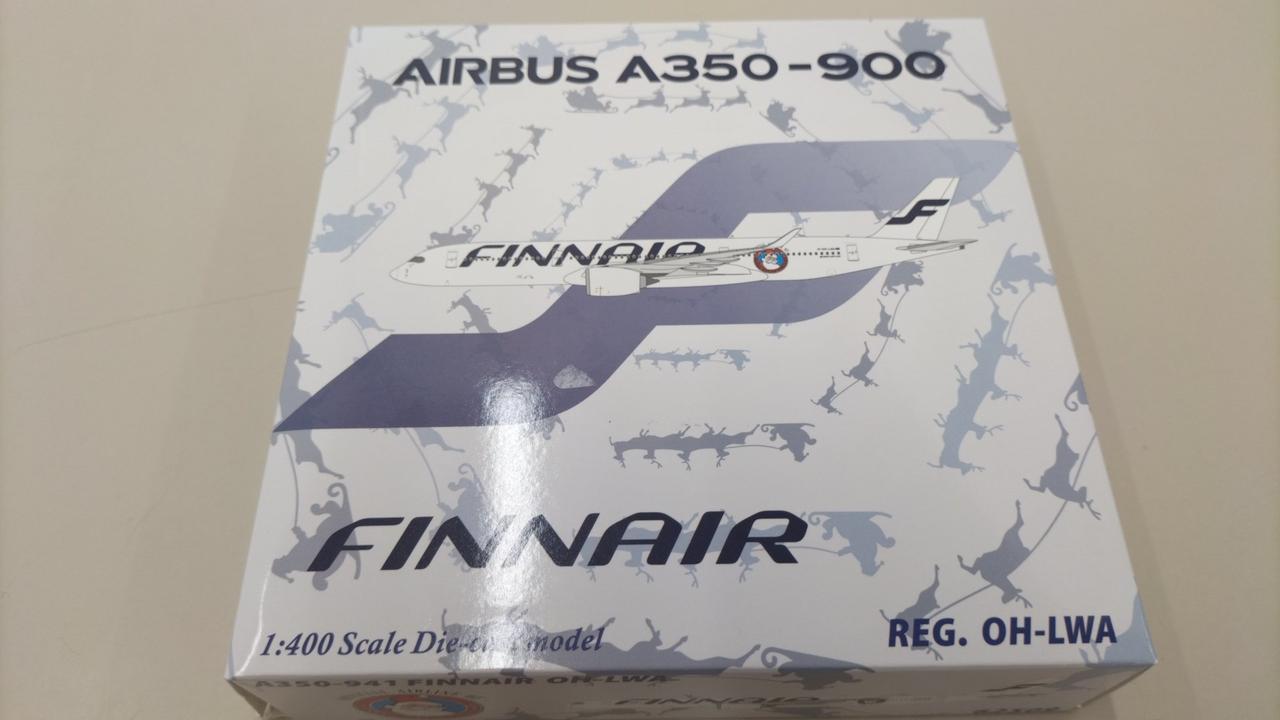 AIRBUS A350-900
FINNAIR
FINNAIR
1:400 Scale Die-cast model
REG. OH-LWA
A350-941 FINNAIR OH-LWA
FINNAIR